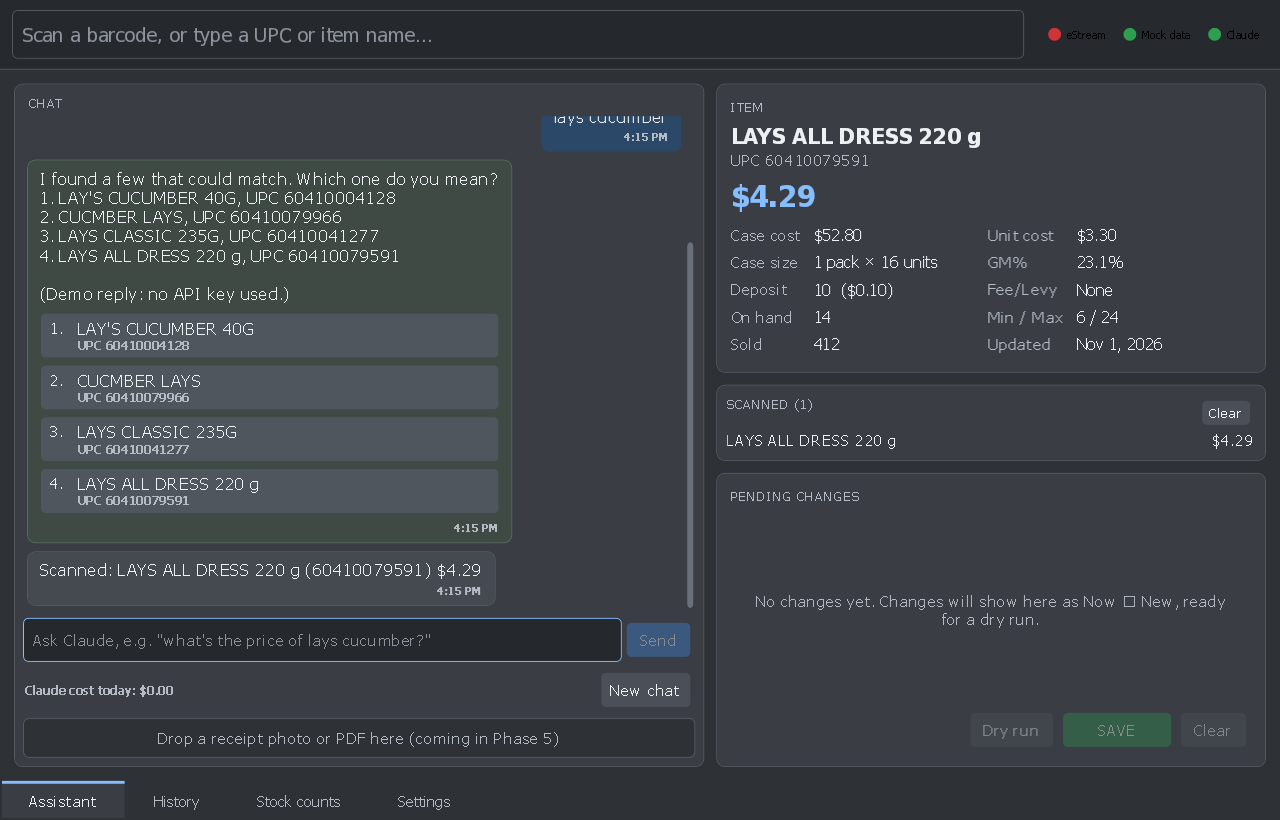 Scan a barcode, or type a UPC or item name...
eStream
Mock data
Claude
CHAT
lays cucumber
4:15 PM
I found a few that could match. Which one do you mean?
1. LAY'S CUCUMBER 40G, UPC 60410004128
2. CUCMBER LAYS, UPC 60410079966
3. LAYS CLASSIC 235G, UPC 60410041277
4. LAYS ALL DRESS 220 g, UPC 60410079591
(Demo reply: no API key used.)
1. LAY'S CUCUMBER 40G
UPC 60410004128
2. CUCMBER LAYS
UPC 60410079966
3. LAYS CLASSIC 235G
UPC 60410041277
4. LAYS ALL DRESS 220 g
UPC 60410079591
4:15 PM
Scanned: LAYS ALL DRESS 220 g (60410079591) $4.29
4:15 PM
Ask Claude, e.g. "what's the price of lays cucumber?"
Send
Claude cost today: $0.00
New chat
Drop a receipt photo or PDF here (coming in Phase 5)
ITEM
LAYS ALL DRESS 220 g
UPC 60410079591
$4.29
Case cost $52.80 Unit cost $3.30
Case size 1 pack × 16 units GM% 23.1%
Deposit 10 ($0.10) Fee/Levy None
On hand 14 Min / Max 6 / 24
Sold 412 Updated Nov 1, 2026
SCANNED (1)
Clear
LAYS ALL DRESS 220 g $4.29
PENDING CHANGES
No changes yet. Changes will show here as Now □ New, ready
for a dry run.
Dry run
SAVE
Clear
Assistant
History
Stock counts
Settings